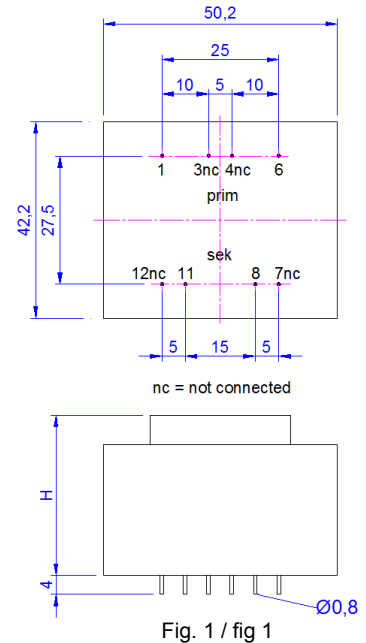 50,2
25
10 5 10
1 3nc 4nc 6
prim
42,2
27,5
sek
12nc 11 8 7nc
5 15 5
nc = not connected
H
4
Ø0,8
Fig. 1 / fig 1